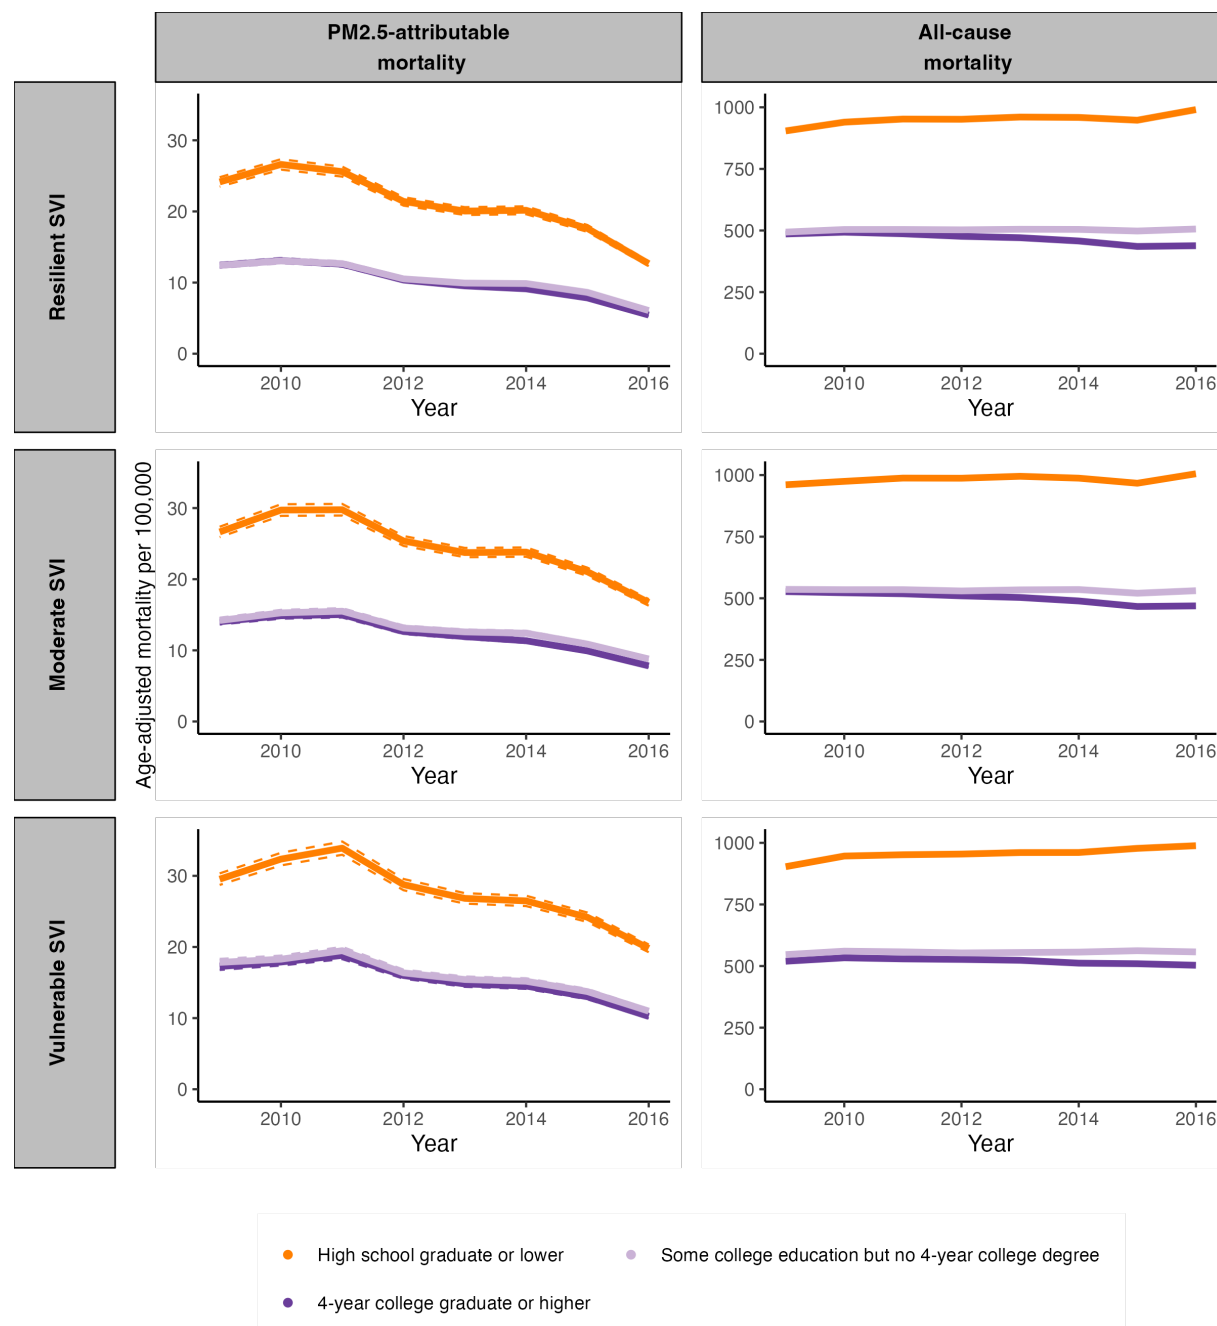 PM2.5-attributable
mortality
All-cause
mortality
Resilient SVI
30
20
10
0
2010 2012 2014 2016
Year
1000
750
500
250
0
2010 2012 2014 2016
Year
Moderate SVI
Age-adjusted mortality per 100,000
30
20
10
0
2010 2012 2014 2016
Year
1000
750
500
250
0
2010 2012 2014 2016
Year
Vulnerable SVI
30
20
10
0
2010 2012 2014 2016
Year
1000
750
500
250
0
2010 2012 2014 2016
Year
High school graduate or lower
Some college education but no 4-year college degree
4-year college graduate or higher